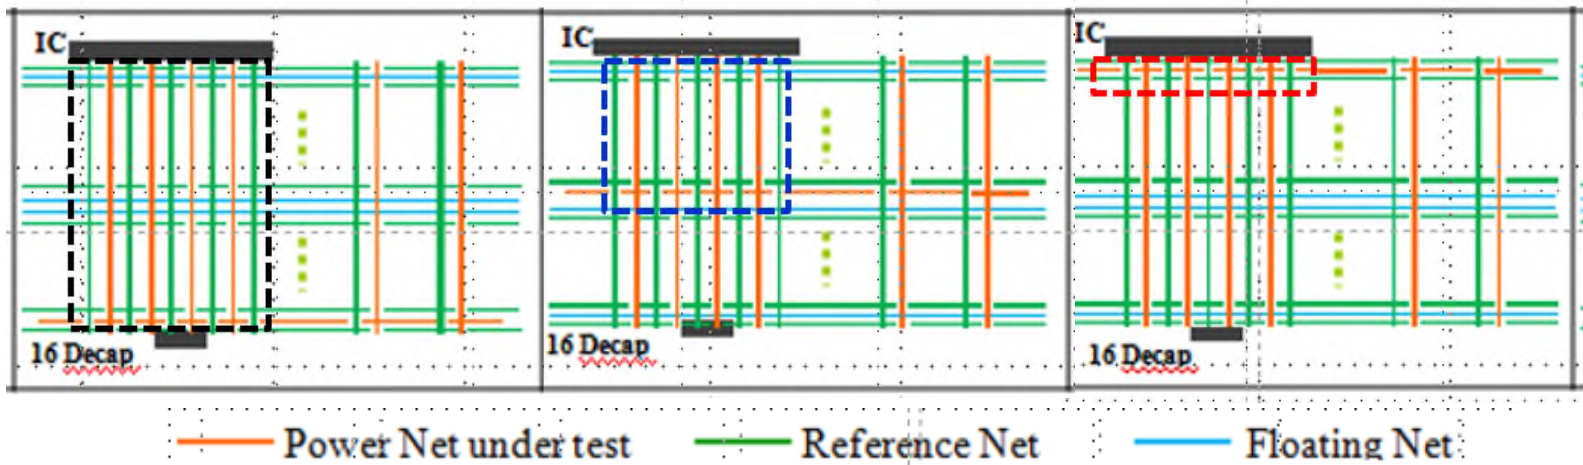 IC
IC
IC
16 Decap
16 Decap
16 Decap
Power Net under test
Reference Net
Floating Net